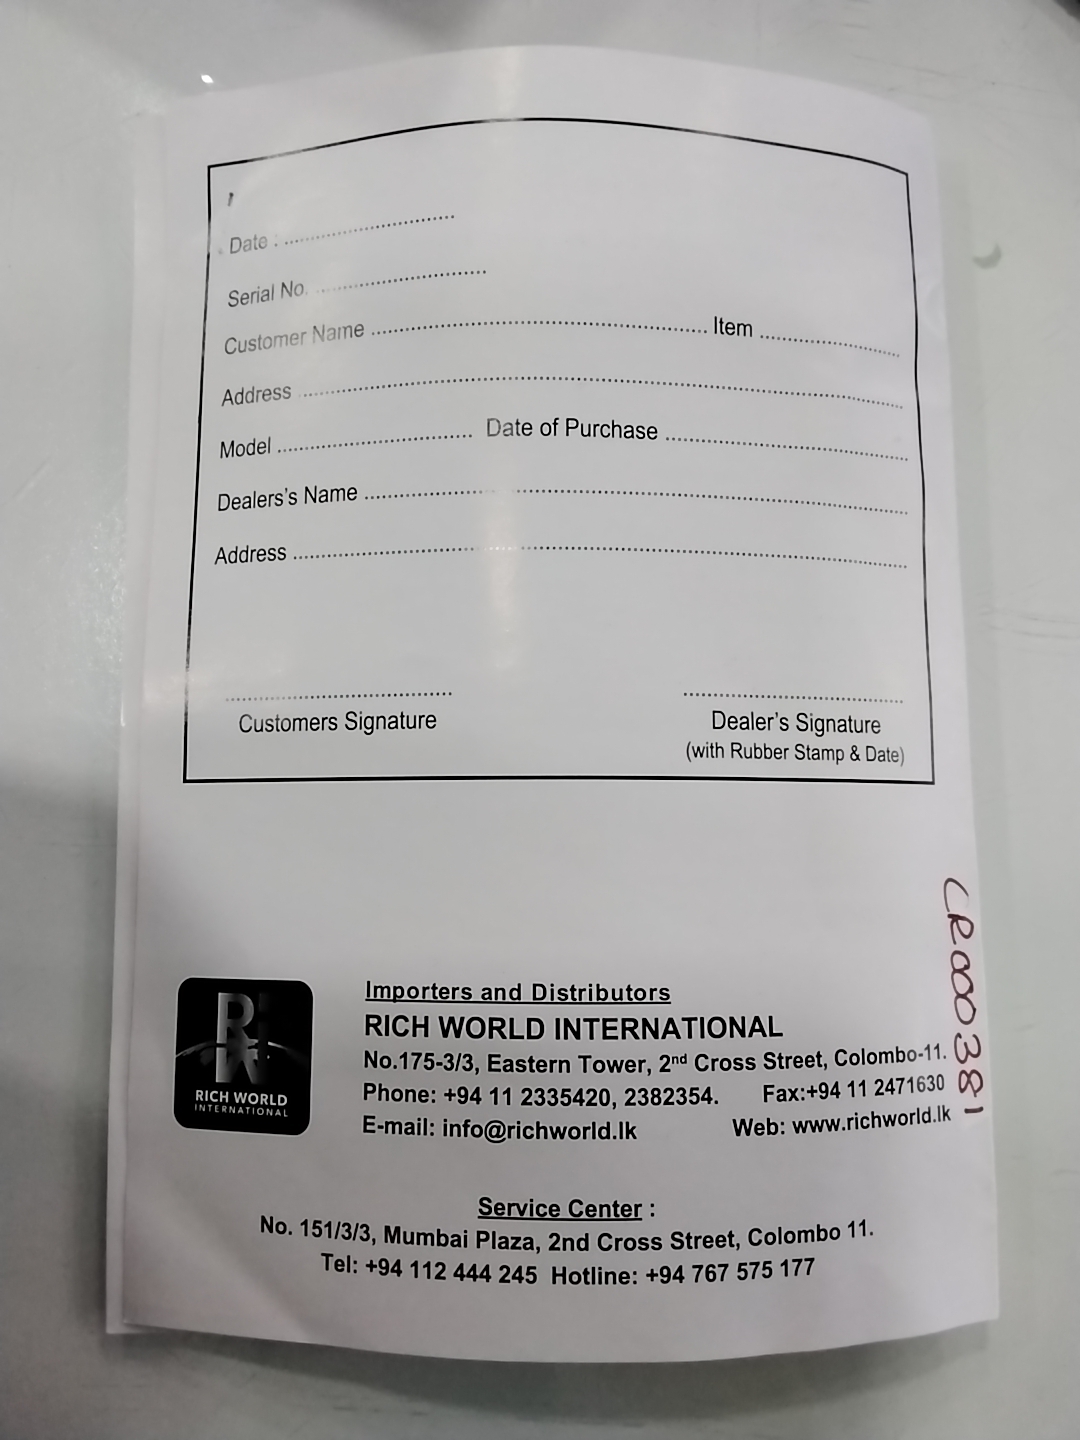 Date : ........................................
Serial No. ........................................
Customer Name ........................................ Item ..............................
Address ........................................
Model ........................................ Date of Purchase ........................................
Dealers's Name ........................................
Address ........................................
........................................ ........................................
Customers Signature Dealer's Signature
(with Rubber Stamp & Date)
CR000381
RW
RICH WORLD
INTERNATIONAL
Importers and Distributors
RICH WORLD INTERNATIONAL
No.175-3/3, Eastern Tower, 2nd Cross Street, Colombo-11.
Phone: +94 11 2335420, 2382354. Fax:+94 11 2471630
E-mail: info@richworld.lk Web: www.richworld.lk
Service Center :
No. 151/3/3, Mumbai Plaza, 2nd Cross Street, Colombo 11.
Tel: +94 112 444 245 Hotline: +94 767 575 177